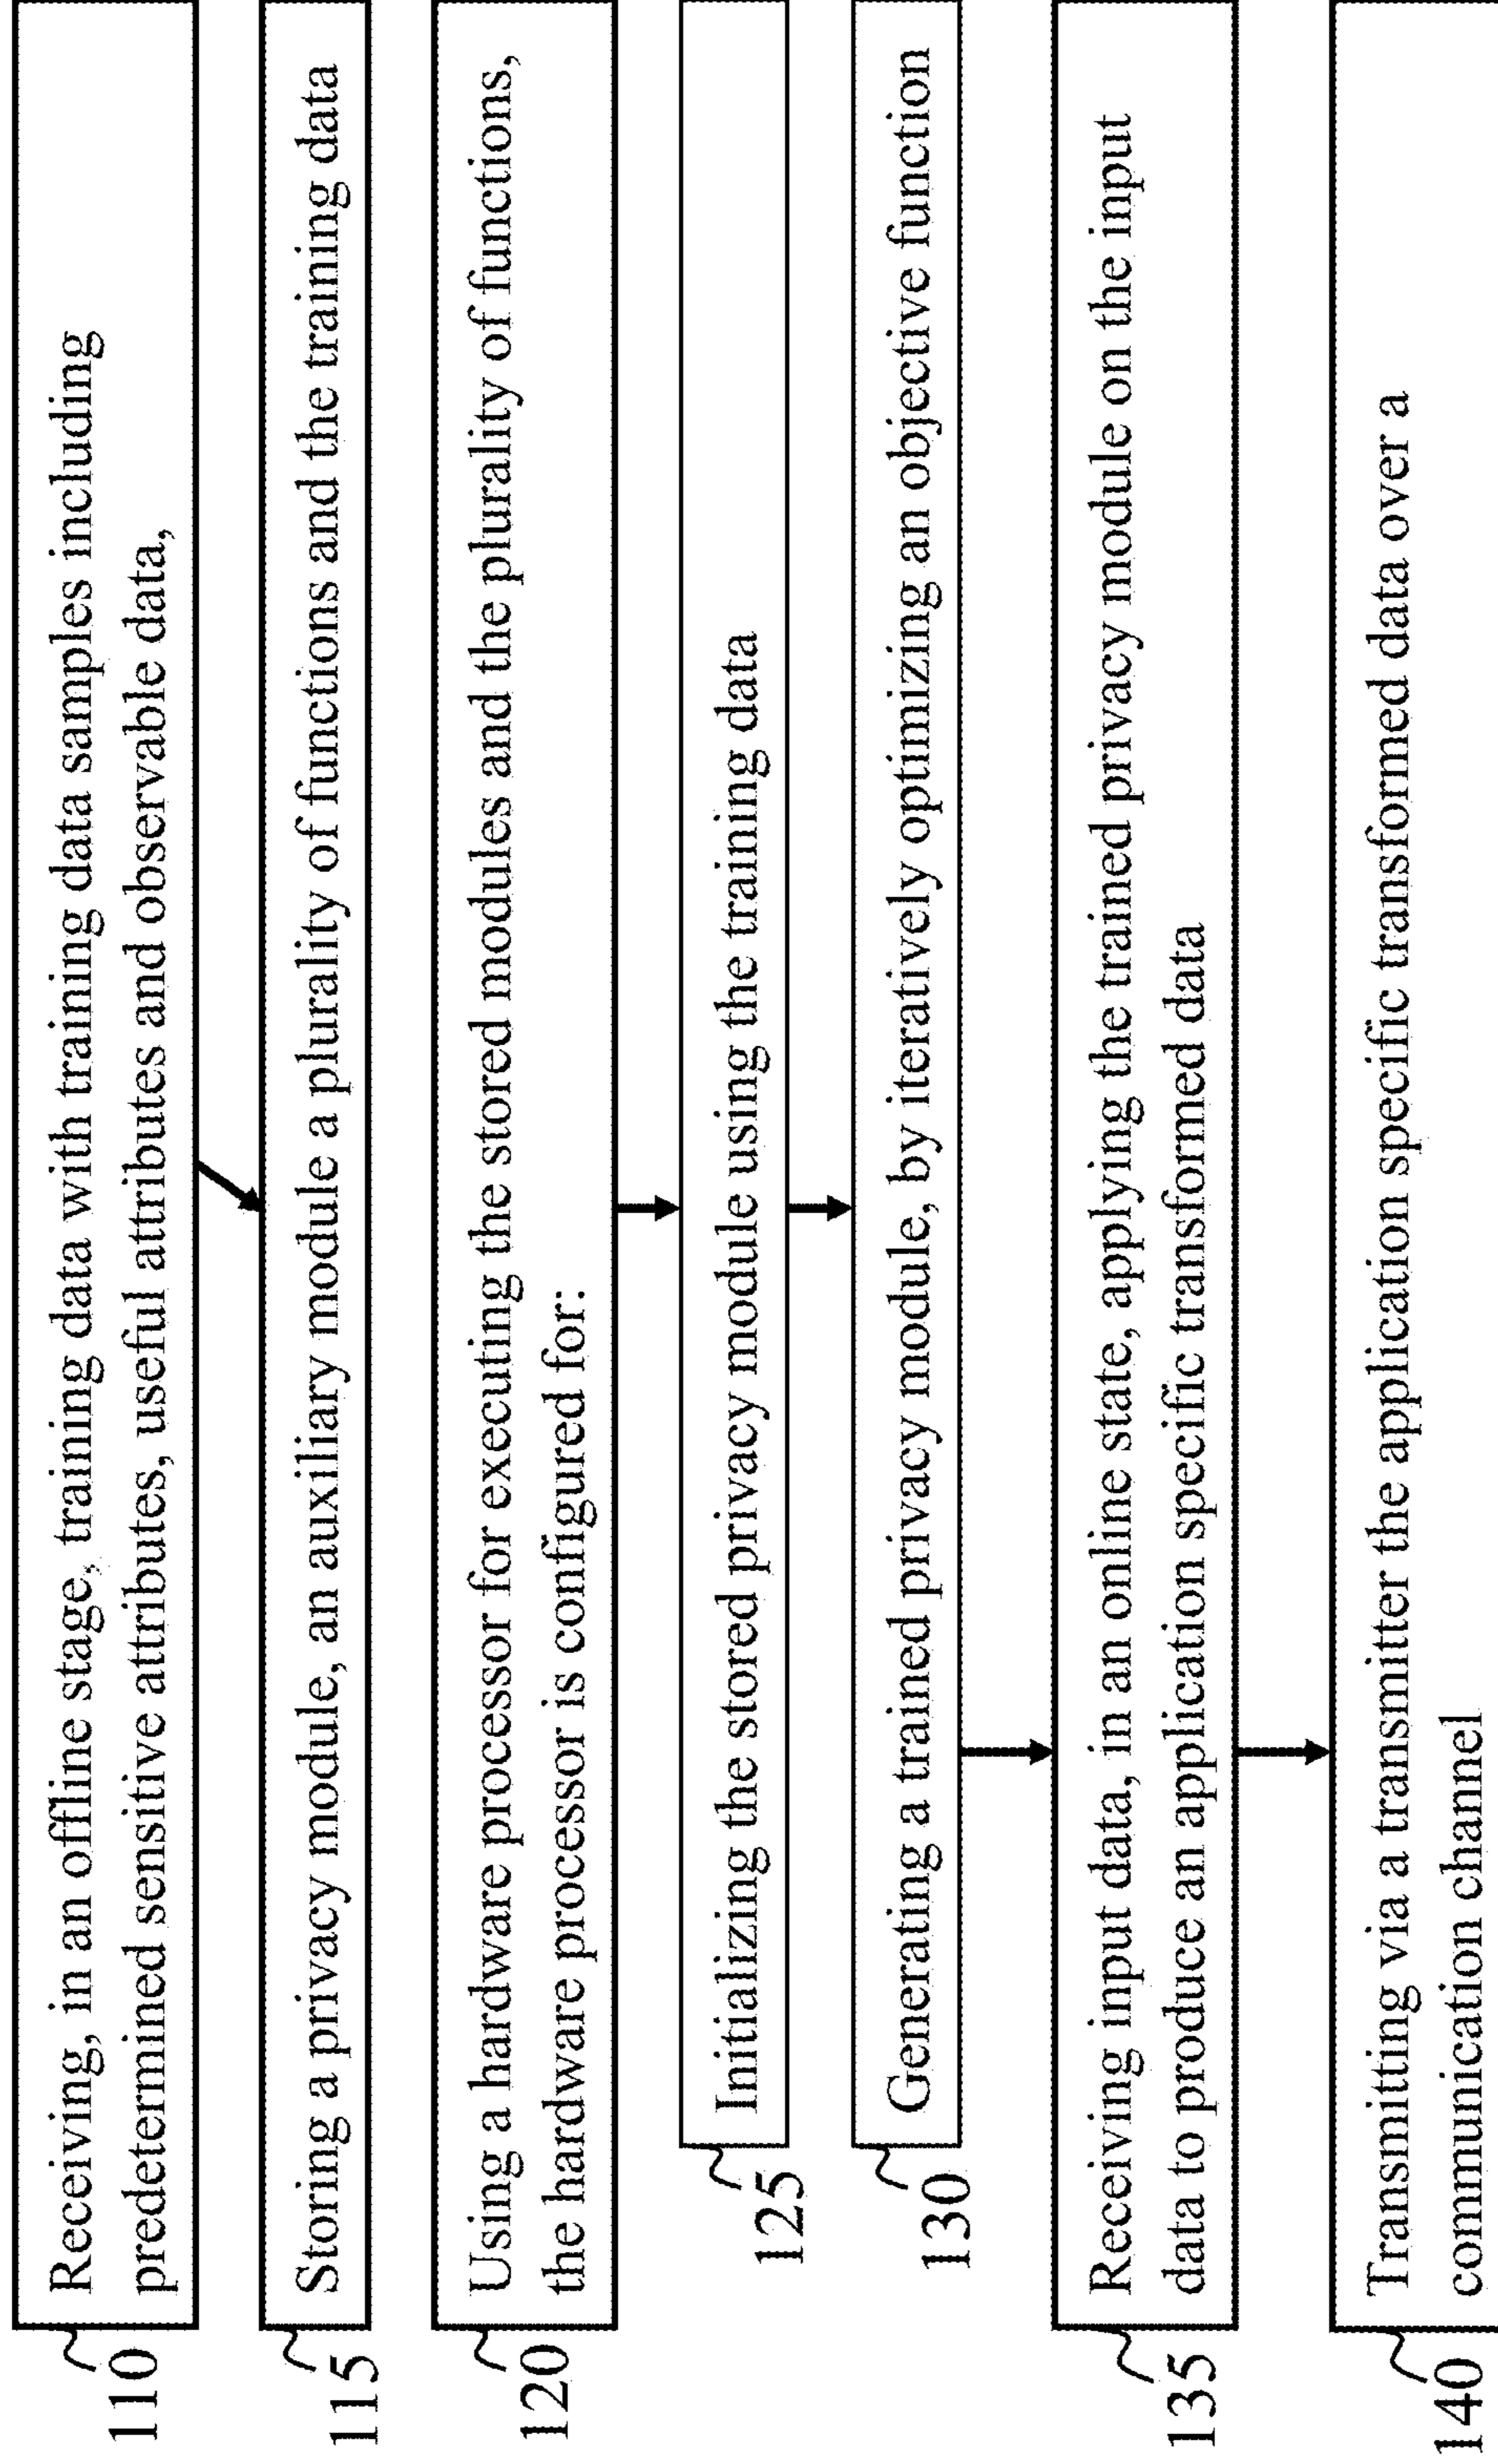 110
Receiving, in an offline stage, training data with training data samples including
predetermined sensitive attributes, useful attributes and observable data,
115
Storing a privacy module, an auxiliary module a plurality of functions and the training data
120
Using a hardware processor for executing the stored modules and the plurality of functions,
the hardware processor is configured for:
125
Initializing the stored privacy module using the training data
130
Generating a trained privacy module, by iteratively optimizing an objective function
135
Receiving input data, in an online state, applying the trained privacy module on the input
data to produce an application specific transformed data
140
Transmitting via a transmitter the application specific transformed data over a
communication channel